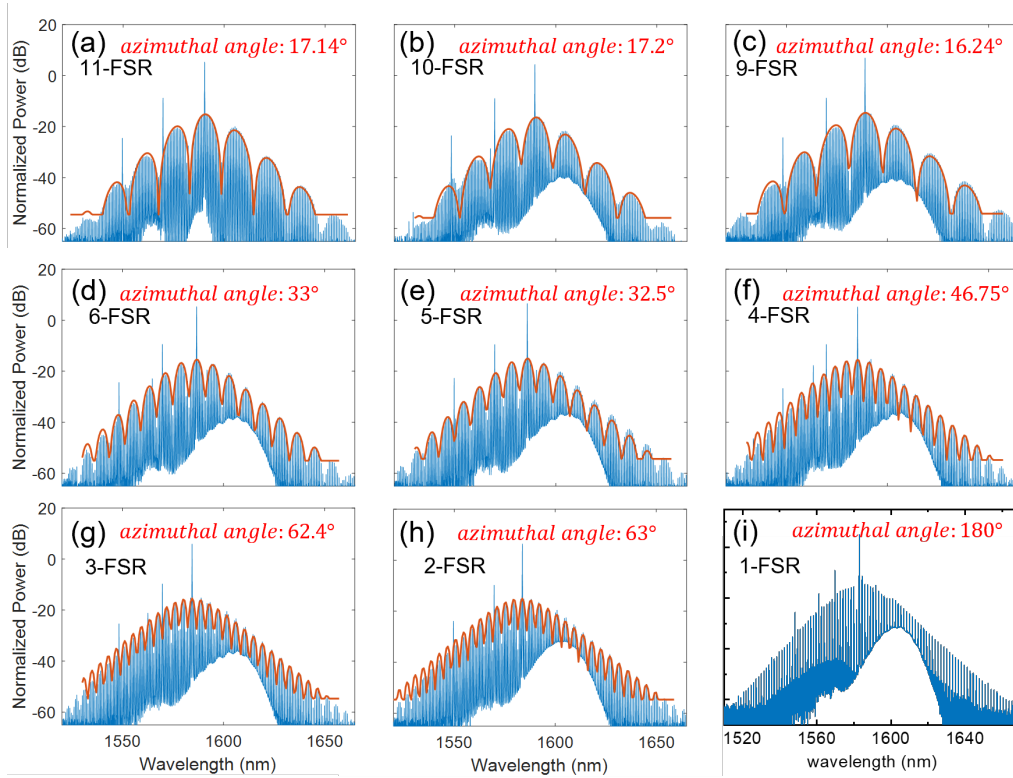 (a) azimuthal angle: 17.14°
11-FSR
(b) azimuthal angle: 17.2°
10-FSR
(c) azimuthal angle: 16.24°
9-FSR
Normalized Power (dB)
20
0
-20
-40
-60
(d) azimuthal angle: 33°
6-FSR
(e) azimuthal angle: 32.5°
5-FSR
(f) azimuthal angle: 46.75°
4-FSR
Normalized Power (dB)
20
0
-20
-40
-60
(g) azimuthal angle: 62.4°
3-FSR
(h) azimuthal angle: 63°
2-FSR
(i) azimuthal angle: 180°
1-FSR
Normalized Power (dB)
20
0
-20
-40
-60
1550 1600 1650
Wavelength (nm)
1550 1600 1650
Wavelength (nm)
1520 1560 1600 1640
wavelength (nm)